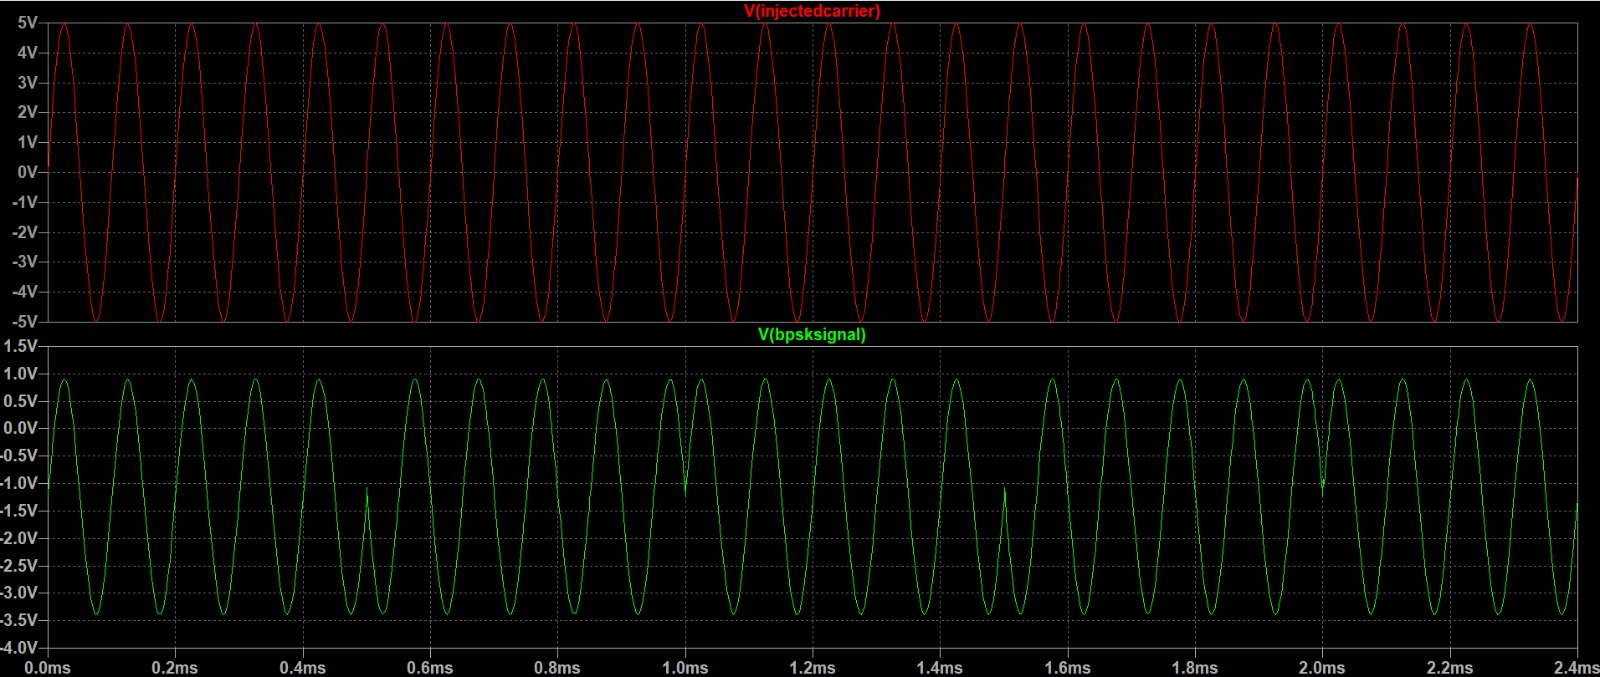 V(injectedcarrier)
5V
4V
3V
2V
1V
0V
-1V
-2V
-3V
-4V
-5V
V(bpsksignal)
1.5V
1.0V
0.5V
0.0V
-0.5V
-1.0V
-1.5V
-2.0V
-2.5V
-3.0V
-3.5V
-4.0V
0.0ms 0.2ms 0.4ms 0.6ms 0.8ms 1.0ms 1.2ms 1.4ms 1.6ms 1.8ms 2.0ms 2.2ms 2.4ms